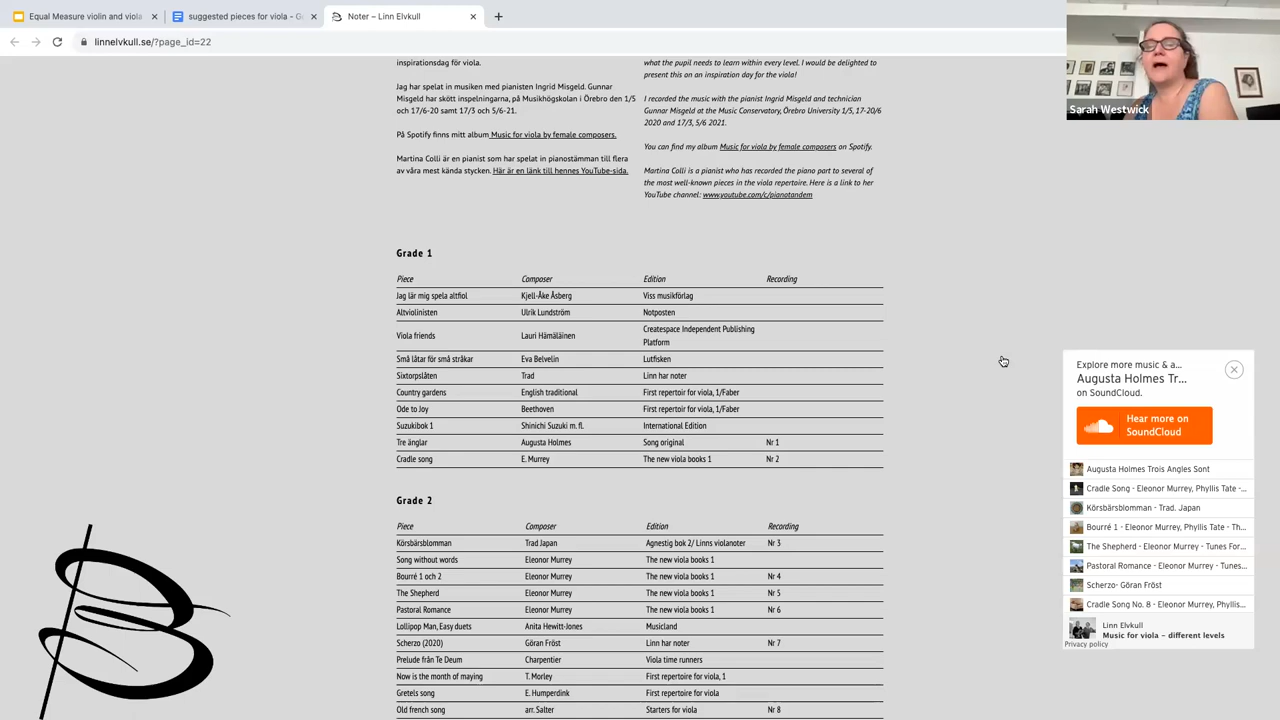 Equal Measure violin and viola
suggested pieces for viola - G
Noter – Linn Elvkull
linnelvkull.se/?page_id=22
Sarah Westwick
inspirationsdag för viola.
Jag har spelat in musiken med pianisten Ingrid Misgeld. Gunnar
Misgeld har skött inspelningarna, på Musikhögskolan i Örebro den 1/5
och 17/6-20 samt 17/3 och 5/6-21.
På Spotify finns mitt album Music for viola by female composers.
Martina Colli är en pianist som har spelat in pianostämman till flera
av våra mest kända stycken. Här är en länk till hennes YouTube-sida.
what the pupil needs to learn within every level. I would be delighted to
present this on an inspiration day for the viola!
I recorded the music with the pianist Ingrid Misgeld and technician
Gunnar Misgeld at the Music Conservatory, Örebro University 1/5, 17-20/6
2020 and 17/3, 5/6 2021.
You can find my album Music for viola by female composers on Spotify.
Martina Colli is a pianist who has recorded the piano part to several of
the most well-known pieces in the viola repertoire. Here is a link to her
YouTube channel: www.youtube.com/c/pianotandem
Grade 1
Piece Composer Edition Recording
Jag lär mig spela altfiol Kjell-Åke Åsberg Viss musikförlag
Altviolinisten Ulrik Lundström Notposten
Viola friends Lauri Hämäläinen Createspace Independent Publishing
Platform
Små låtar för små stråkar Eva Belvelin Lutfisken
Sixtorpslåten Trad Linn har noter
Country gardens English traditional First repertoir for viola, 1/Faber
Ode to Joy Beethoven First repertoir for viola, 1/Faber
Suzukibok 1 Shinichi Suzuki m. fl. International Edition
Tre änglar Augusta Holmes Song original Nr 1
Cradle song E. Murrey The new viola books 1 Nr 2
Grade 2
Piece Composer Edition Recording
Körsbärsblomman Trad Japan Agnestig bok 2/ Linns violanoter Nr 3
Song without words Eleonor Murrey The new viola books 1
Bourré 1 och 2 Eleonor Murrey The new viola books 1 Nr 4
The Shepherd Eleonor Murrey The new viola books 1 Nr 5
Pastoral Romance Eleonor Murrey The new viola books 1 Nr 6
Lollipop Man, Easy duets Anita Hewitt-Jones Musicland
Scherzo (2020) Göran Fröst Linn har noter Nr 7
Prelude från Te Deum Charpentier Viola time runners
Now is the month of maying T. Morley First repertoire for viola, 1
Gretels song E. Humperdink First repertoire for viola
Old french song arr. Salter Starters for viola Nr 8
Explore more music & a...
Augusta Holmes Tr...
on SoundCloud.
Hear more on
SoundCloud
Augusta Holmes Trois Angles Sont
Cradle Song - Eleonor Murrey, Phyllis Tate -...
Körsbärsblomman - Trad. Japan
Bourré 1 - Eleonor Murrey, Phyllis Tate - Th...
The Shepherd - Eleonor Murrey - Tunes For...
Pastoral Romance - Eleonor Murrey - Tunes...
Scherzo- Göran Fröst
Cradle Song No. 8 - Eleonor Murrey, Phyllis...
Linn Elvkull
Music for viola – different levels
Privacy policy